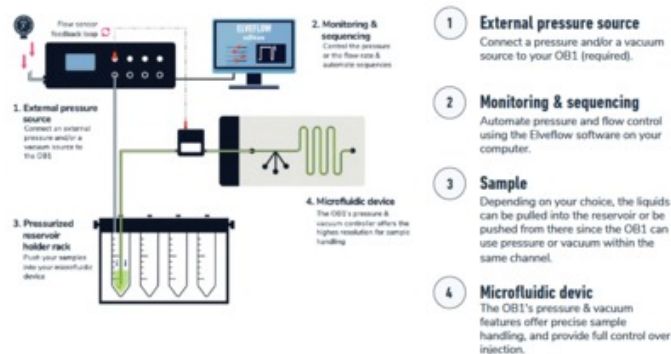 Flow sensor
feedback loop
ELVEFLOW
2. Monitoring &
sequencing
Control the pressure
or the flow rate &
automate sequences
1. External pressure
source
Connect an external
pressure and/or a
vacuum source to
the OB1
4. Microfluidic device
The OB1's pressure &
vacuum controller offers the
highest resolution for sample
handling
3. Pressurized
reservoir
holder rack
Push your samples
into your microfluidic
device
1
External pressure source
Connect a pressure and/or a vacuum
source to your OB1 (required).
2
Monitoring & sequencing
Automate pressure and flow control
using the Elveflow software on your
computer.
3
Sample
Depending on your choice, the liquids
can be pulled into the reservoir or be
pushed from there since the OB1 can
use pressure or vacuum within the
same channel.
4
Microfluidic devic
The OB1's pressure & vacuum
features offer precise sample
handling, and provide full control over
injection.